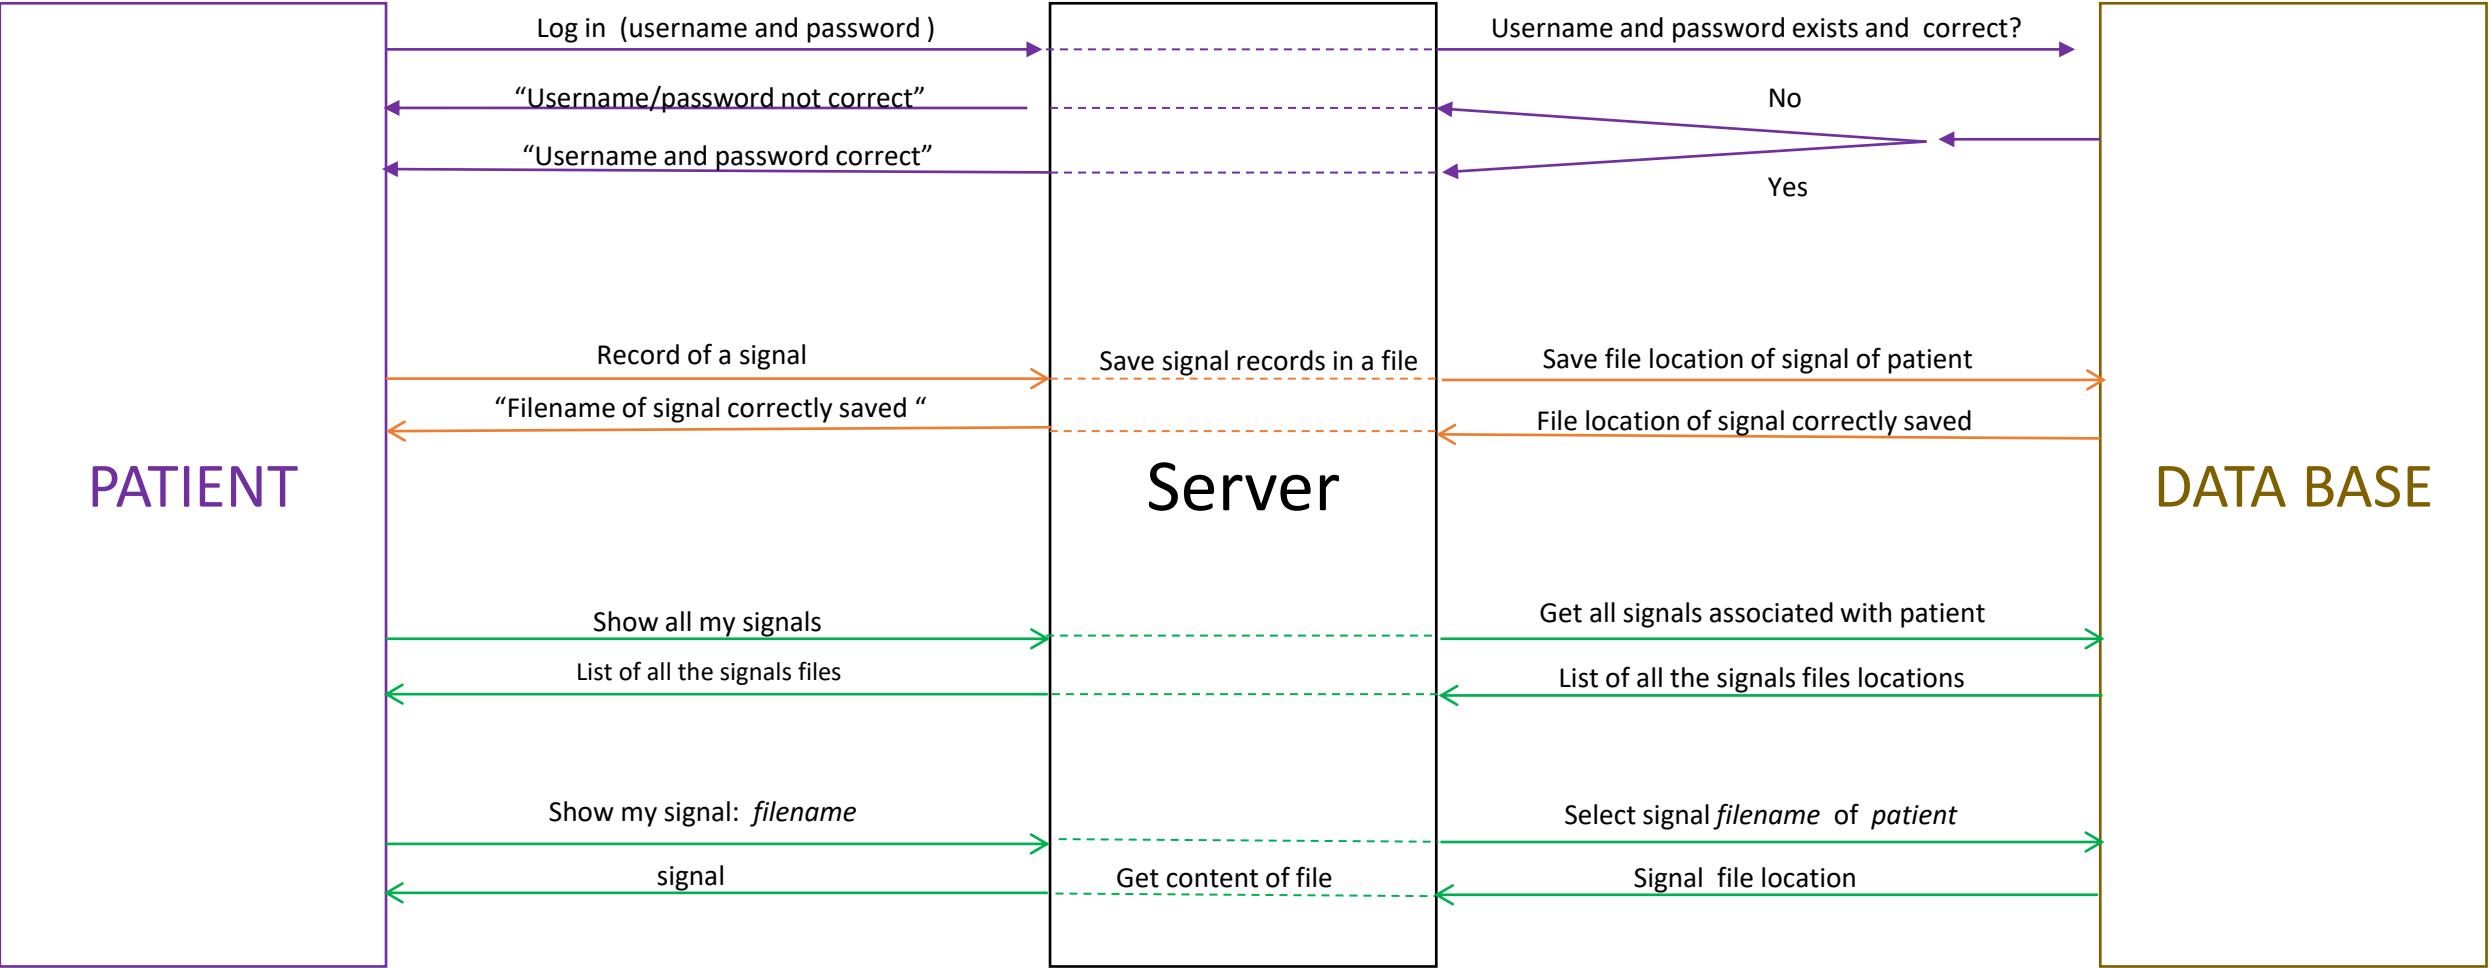 Log in (username and password )
Username and password exists and correct?
“Username/password not correct”
No
“Username and password correct”
Yes
Record of a signal
Save signal records in a file
Save file location of signal of patient
“Filename of signal correctly saved “
File location of signal correctly saved
PATIENT
Server
DATA BASE
Show all my signals
Get all signals associated with patient
List of all the signals files
List of all the signals files locations
Show my signal: filename
Select signal filename of patient
signal
Get content of file
Signal file location